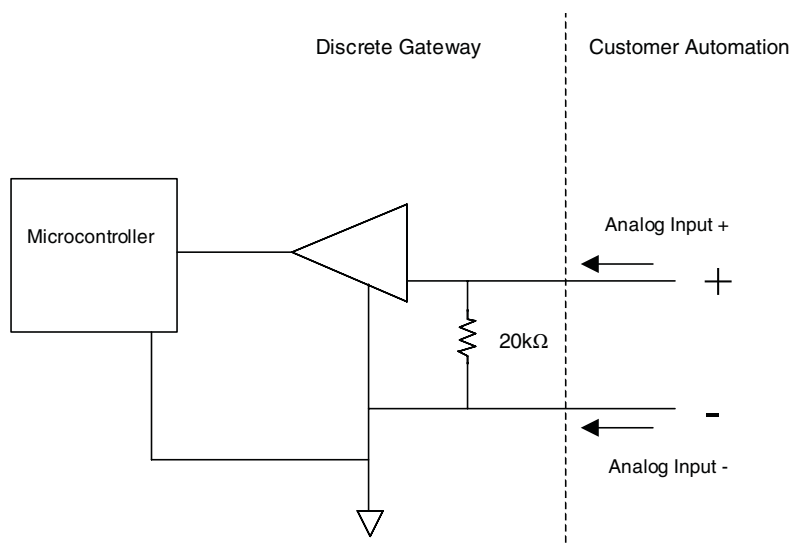 Discrete Gateway
Customer Automation
Microcontroller
Analog Input +
+
20kΩ
-
Analog Input -